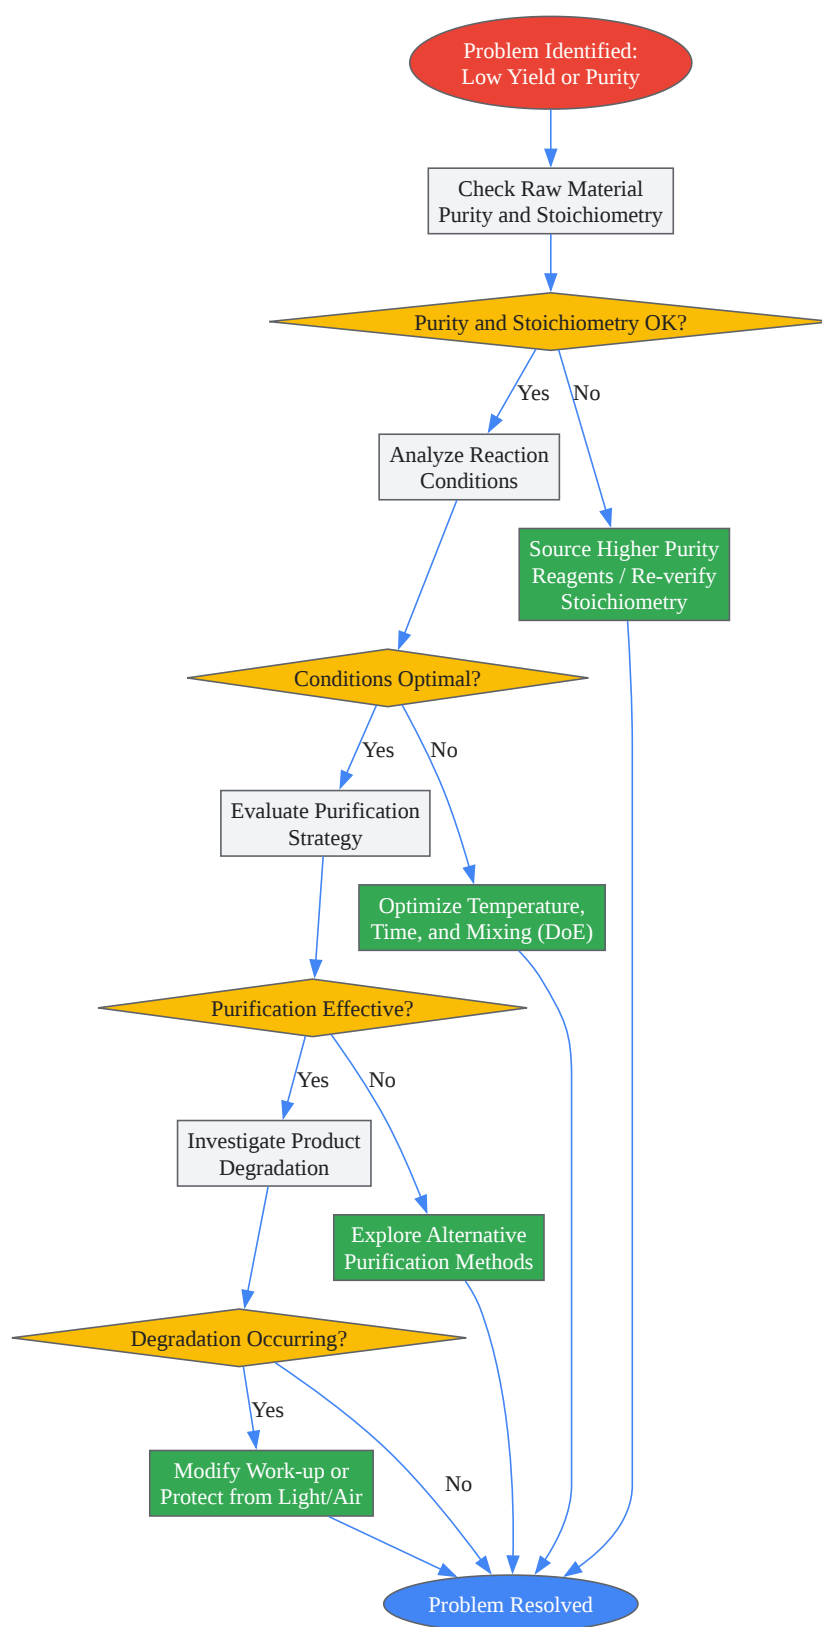 Problem Identified:
Low Yield or Purity
Check Raw Material
Purity and Stoichiometry
Purity and Stoichiometry OK?
Yes
No
Analyze Reaction
Conditions
Source Higher Purity
Reagents / Re-verify
Stoichiometry
Conditions Optimal?
Yes
No
Evaluate Purification
Strategy
Optimize Temperature,
Time, and Mixing (DoE)
Purification Effective?
Yes
No
Investigate Product
Degradation
Explore Alternative
Purification Methods
Degradation Occurring?
Yes
Modify Work-up or
Protect from Light/Air
No
Problem Resolved